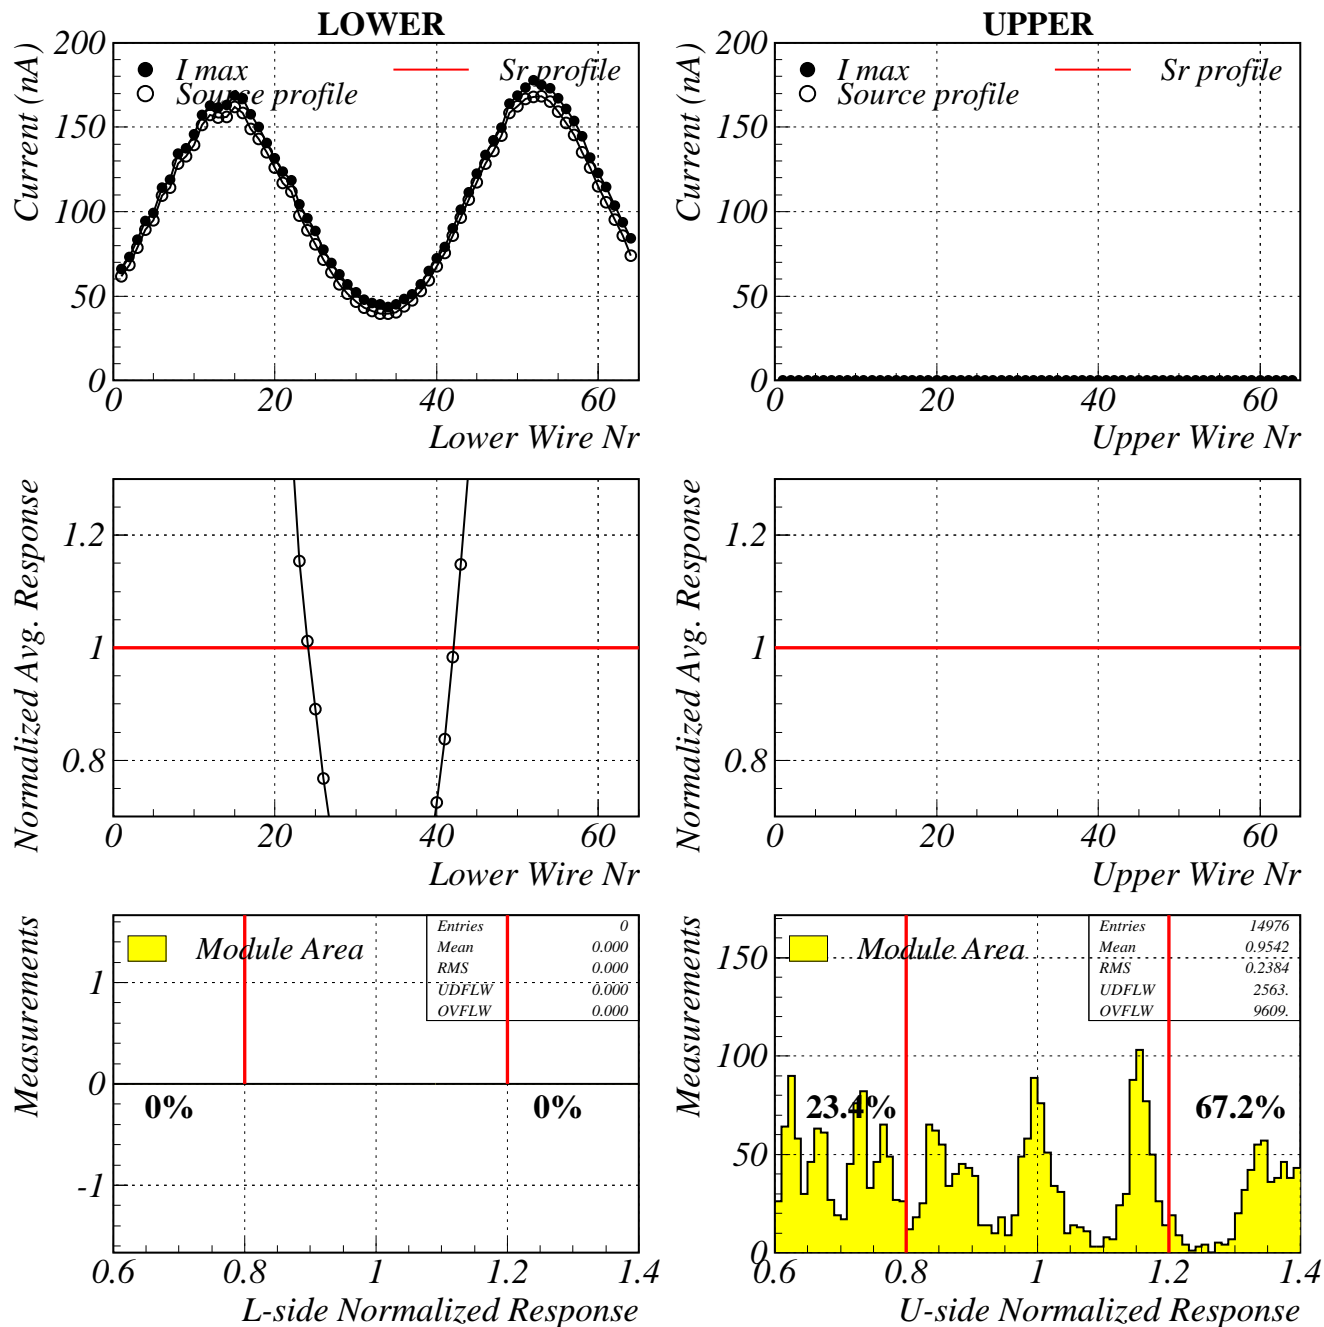 LOWER
UPPER
200
150
100
50
0
Current (nA)
I max
Source profile
Sr profile
0
20
40
60
Lower Wire Nr
200
150
100
50
0
Current (nA)
I max
Source profile
Sr profile
0
20
40
60
Upper Wire Nr
1.2
1
0.8
Normalized Avg. Response
0
20
40
60
Lower Wire Nr
1.2
1
0.8
Normalized Avg. Response
0
20
40
60
Upper Wire Nr
1
0
-1
Measurements
Module Area
Entries 0
Mean 0.000
RMS 0.000
UDFLW 0.000
OVFLW 0.000
0%
0%
0.6
0.8
1
1.2
1.4
L-side Normalized Response
150
100
50
0
Measurements
Module Area
Entries 14976
Mean 0.9542
RMS 0.2384
UDFLW 2563.
OVFLW 9609.
23.4%
67.2%
0.6
0.8
1
1.2
1.4
U-side Normalized Response